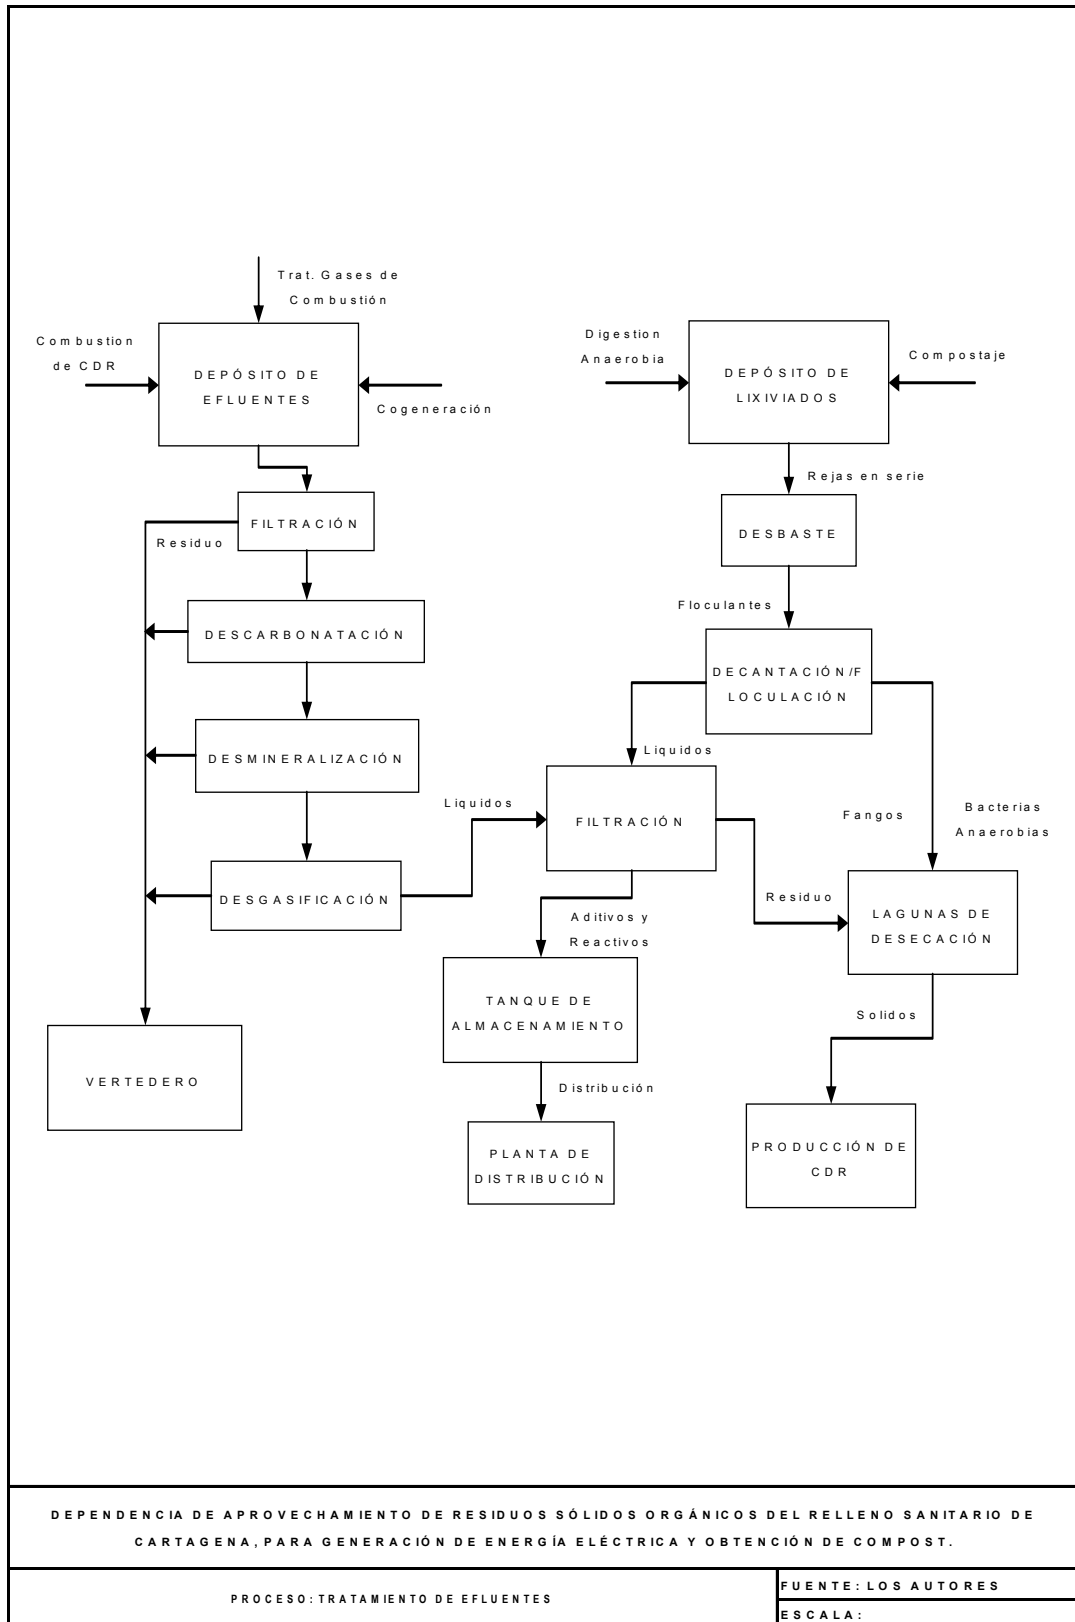 Trat. Gases de
Combustión
Combustion
de CDR
DEPÓSITO DE
EFLUENTES
Cogeneración
Digestion
Anaerobia
DEPÓSITO DE
LIXIVIADOS
Compostaje
Rejas en serie
FILTRACIÓN
Residuo
DESBASTE
Floculantes
DESCARBONATACIÓN
DECANTACIÓN/F
LOCULACIÓN
DESMINERALIZACIÓN
Liquidos
Liquidos
FILTRACIÓN
Fangos
Bacterias
Anaerobias
DESGASIFICACIÓN
Residuo
Aditivos y
Reactivos
LAGUNAS DE
DESECACIÓN
TANQUE DE
ALMACENAMIENTO
Solidos
VERTEDERO
Distribución
PLANTA DE
DISTRIBUCIÓN
PRODUCCIÓN DE
CDR
DEPENDENCIA DE APROVECHAMIENTO DE RESIDUOS SÓLIDOS ORGÁNICOS DEL RELLENO SANITARIO DE
CARTAGENA, PARA GENERACIÓN DE ENERGÍA ELÉCTRICA Y OBTENCIÓN DE COMPOST.
PROCESO: TRATAMIENTO DE EFLUENTES
FUENTE: LOS AUTORES
ESCALA: